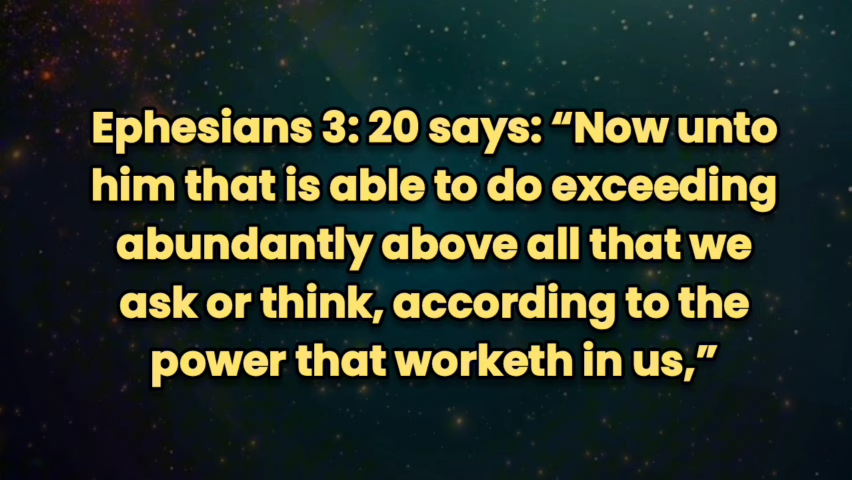 Ephesians 3: 20 says: “Now unto
him that is able to do exceeding
abundantly above all that we
ask or think, according to the
power that worketh in us,”